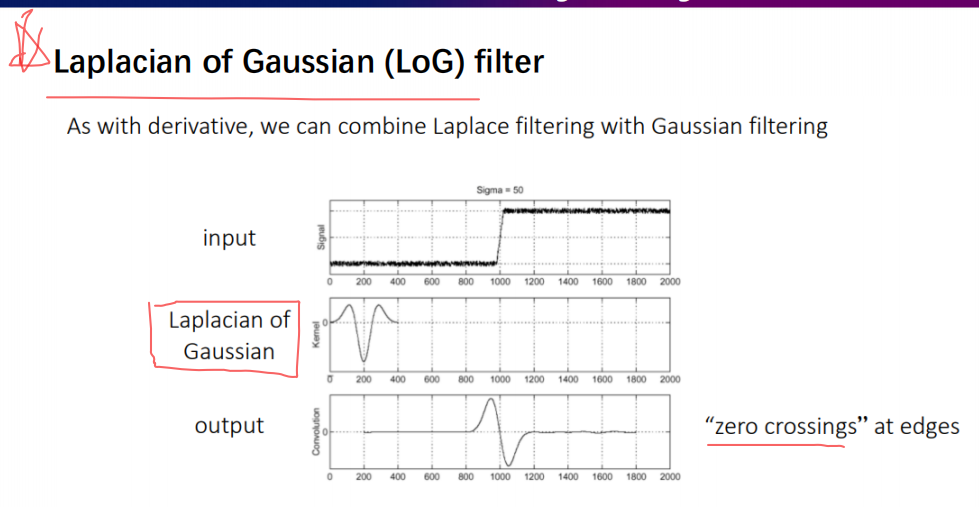 Laplacian of Gaussian (LoG) filter
As with derivative, we can combine Laplace filtering with Gaussian filtering
Sigma = 50
input
Signal
0 200 400 600 800 1000 1200 1400 1600 1800 2000
Laplacian of
Gaussian
Kernel
0
0 200 400 600 800 1000 1200 1400 1600 1800 2000
output
Convolution
0
“zero crossings” at edges
0 200 400 600 800 1000 1200 1400 1600 1800 2000